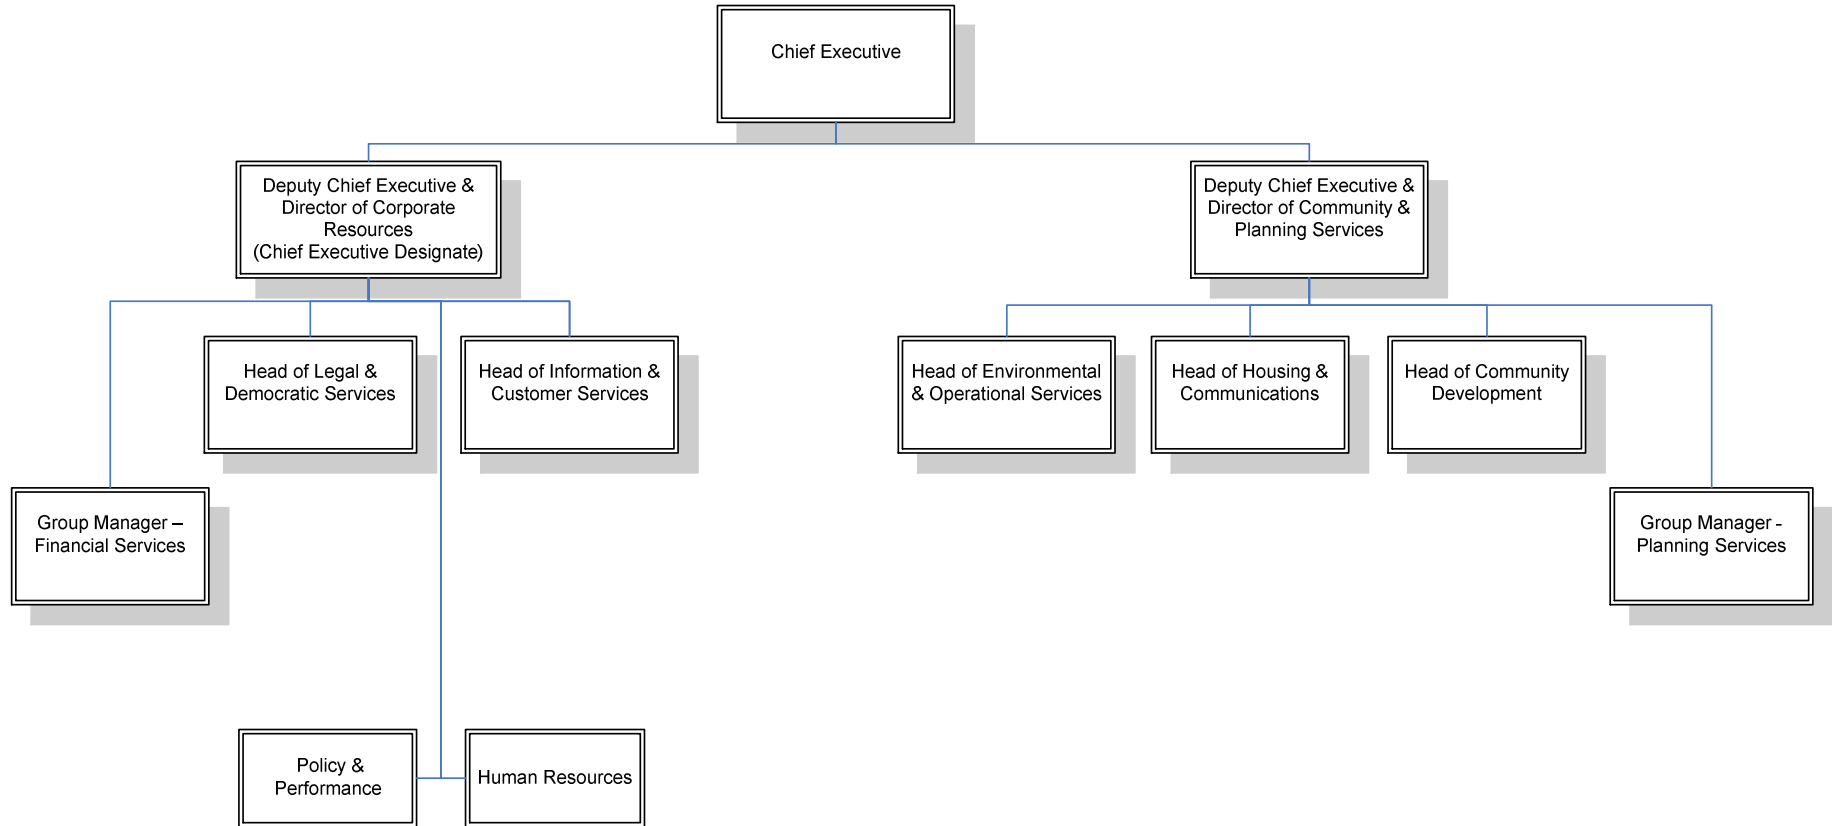 Chief Executive
Deputy Chief Executive &
Director of Corporate
Resources
(Chief Executive Designate)
Deputy Chief Executive &
Director of Community &
Planning Services
Head of Legal &
Democratic Services
Head of Information &
Customer Services
Head of Environmental
& Operational Services
Head of Housing &
Communications
Head of Community
Development
Group Manager –
Financial Services
Group Manager -
Planning Services
Policy &
Performance
Human Resources